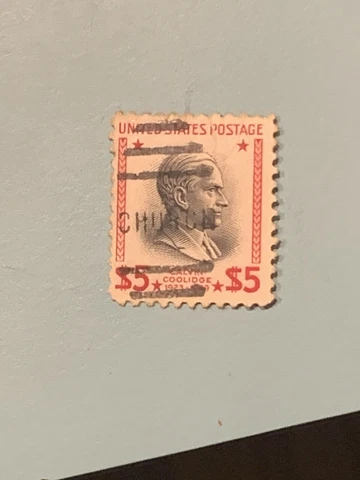 UNITED STATES POSTAGE
$5
CALVIN
COOLIDGE
$5